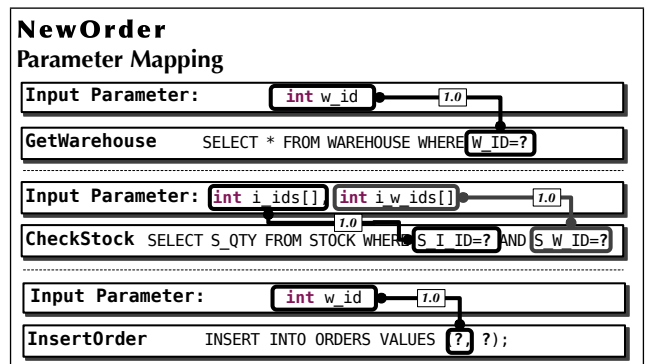 NewOrder
Parameter Mapping
Input Parameter: int w_id 1.0
GetWarehouse SELECT * FROM WAREHOUSE WHERE W_ID=?
Input Parameter: int i_ids[], int i_w_ids[] 1.0
1.0
CheckStock SELECT S_QTY FROM STOCK WHERE S_I_ID=? AND S_W_ID=?
Input Parameter: int w_id 1.0
InsertOrder INSERT INTO ORDERS VALUES (?, ?);